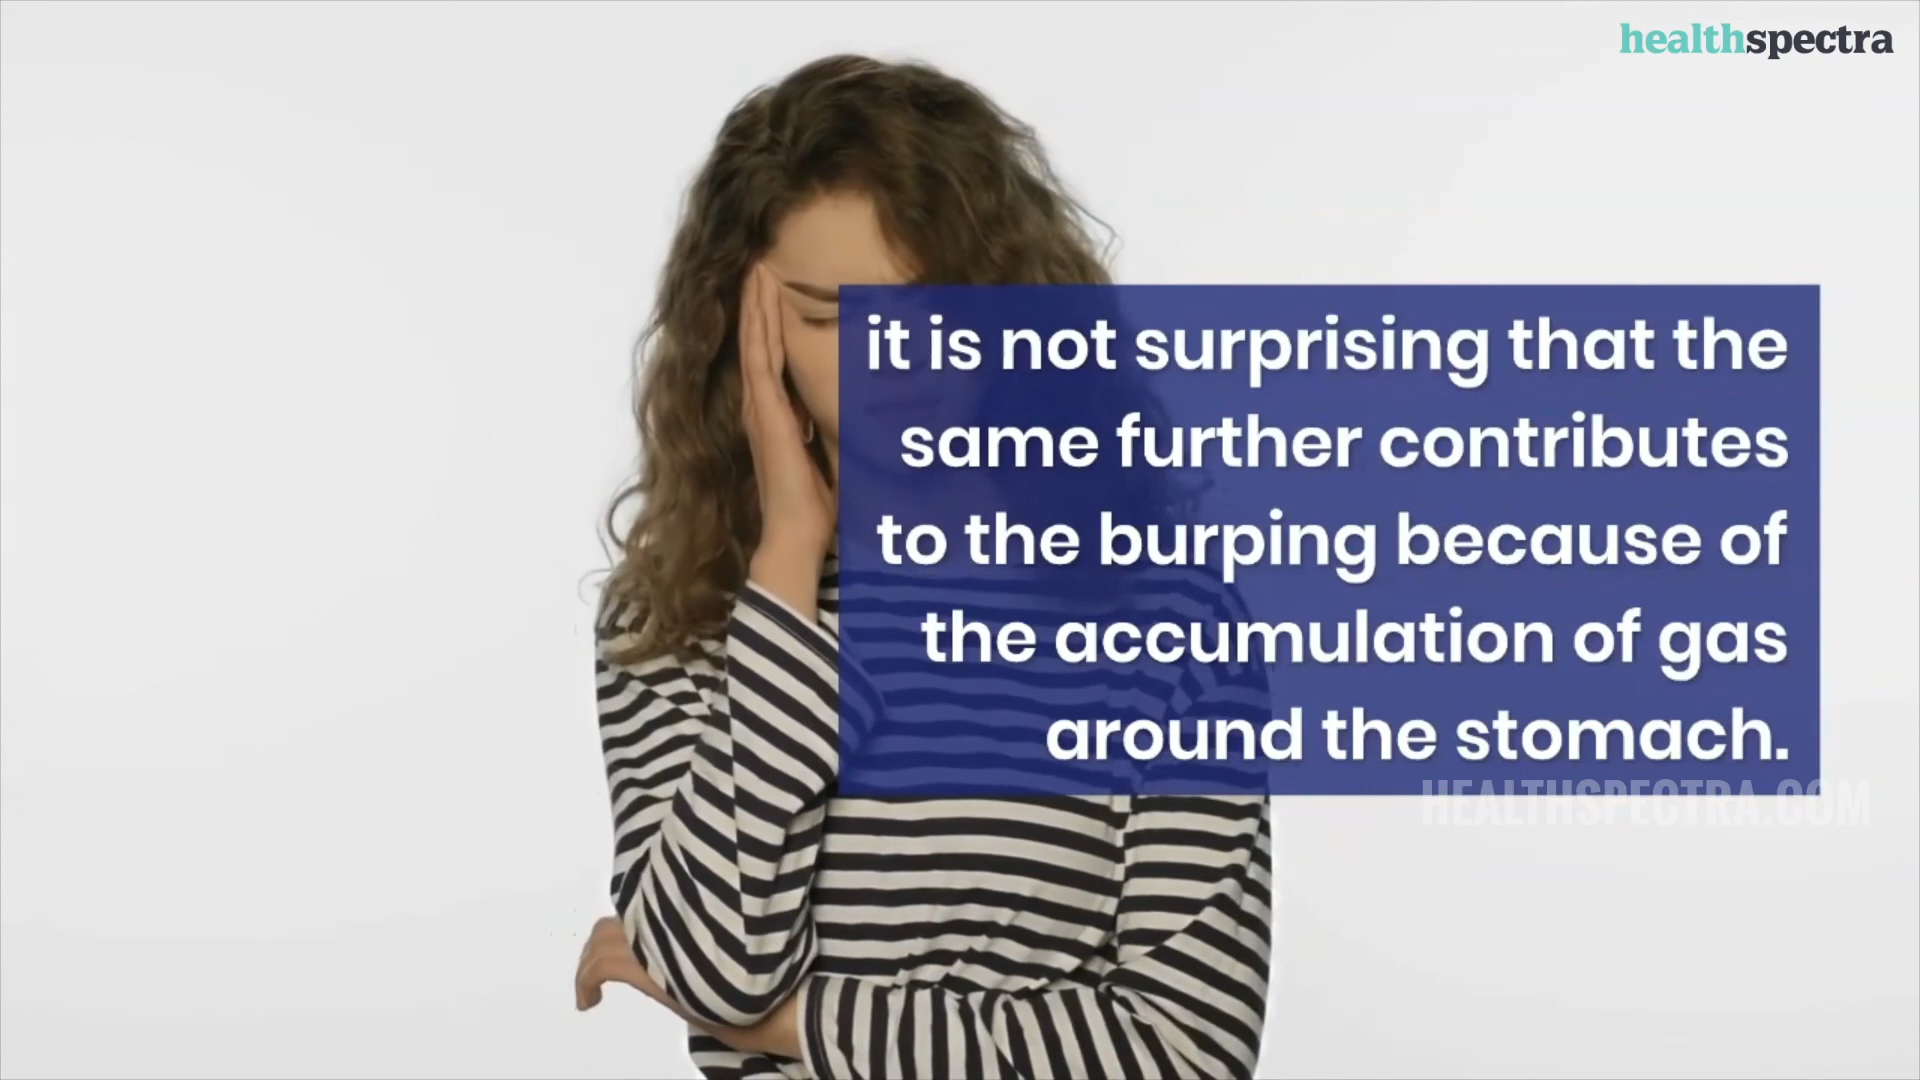 healthspectra
it is not surprising that the
same further contributes
to the burping because of
the accumulation of gas
around the stomach.
HEALTHSPECTRA.COM